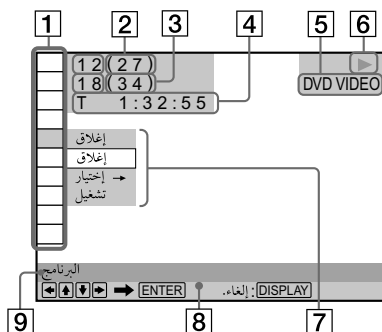 1 2 3 4 5 6
12(27)
18(34)
T 1:32:55
DVD VIDEO
إغلاق
إغلاق
إختيار →
تشغيل
البرنامج
ENTER إلغاء: DISPLAY.
9 8 7